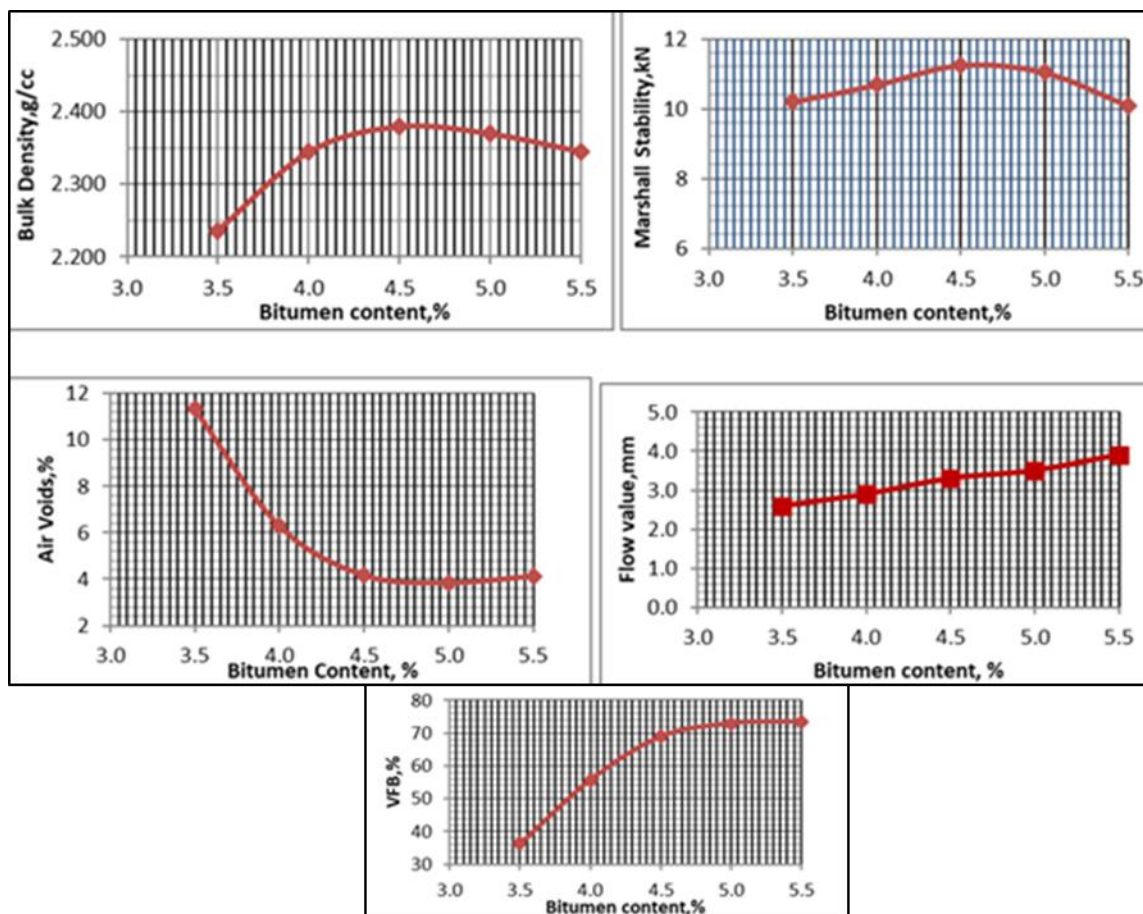 Bulk Density,g/cc
2.500
2.400
2.300
2.200
3.0 3.5 4.0 4.5 5.0 5.5
Bitumen content,%
Marshall Stability,kN
12
10
8
6
3.0 3.5 4.0 4.5 5.0 5.5
Bitumen content,%
Air Voids,%
12
10
8
6
4
2
3.0 3.5 4.0 4.5 5.0 5.5
Bitumen Content, %
Flow value,mm
5.0
4.0
3.0
2.0
1.0
0.0
3.0 3.5 4.0 4.5 5.0 5.5
Bitumen content, %
VFB,%
80
70
60
50
40
30
3.0 3.5 4.0 4.5 5.0 5.5
Bitumen content,%